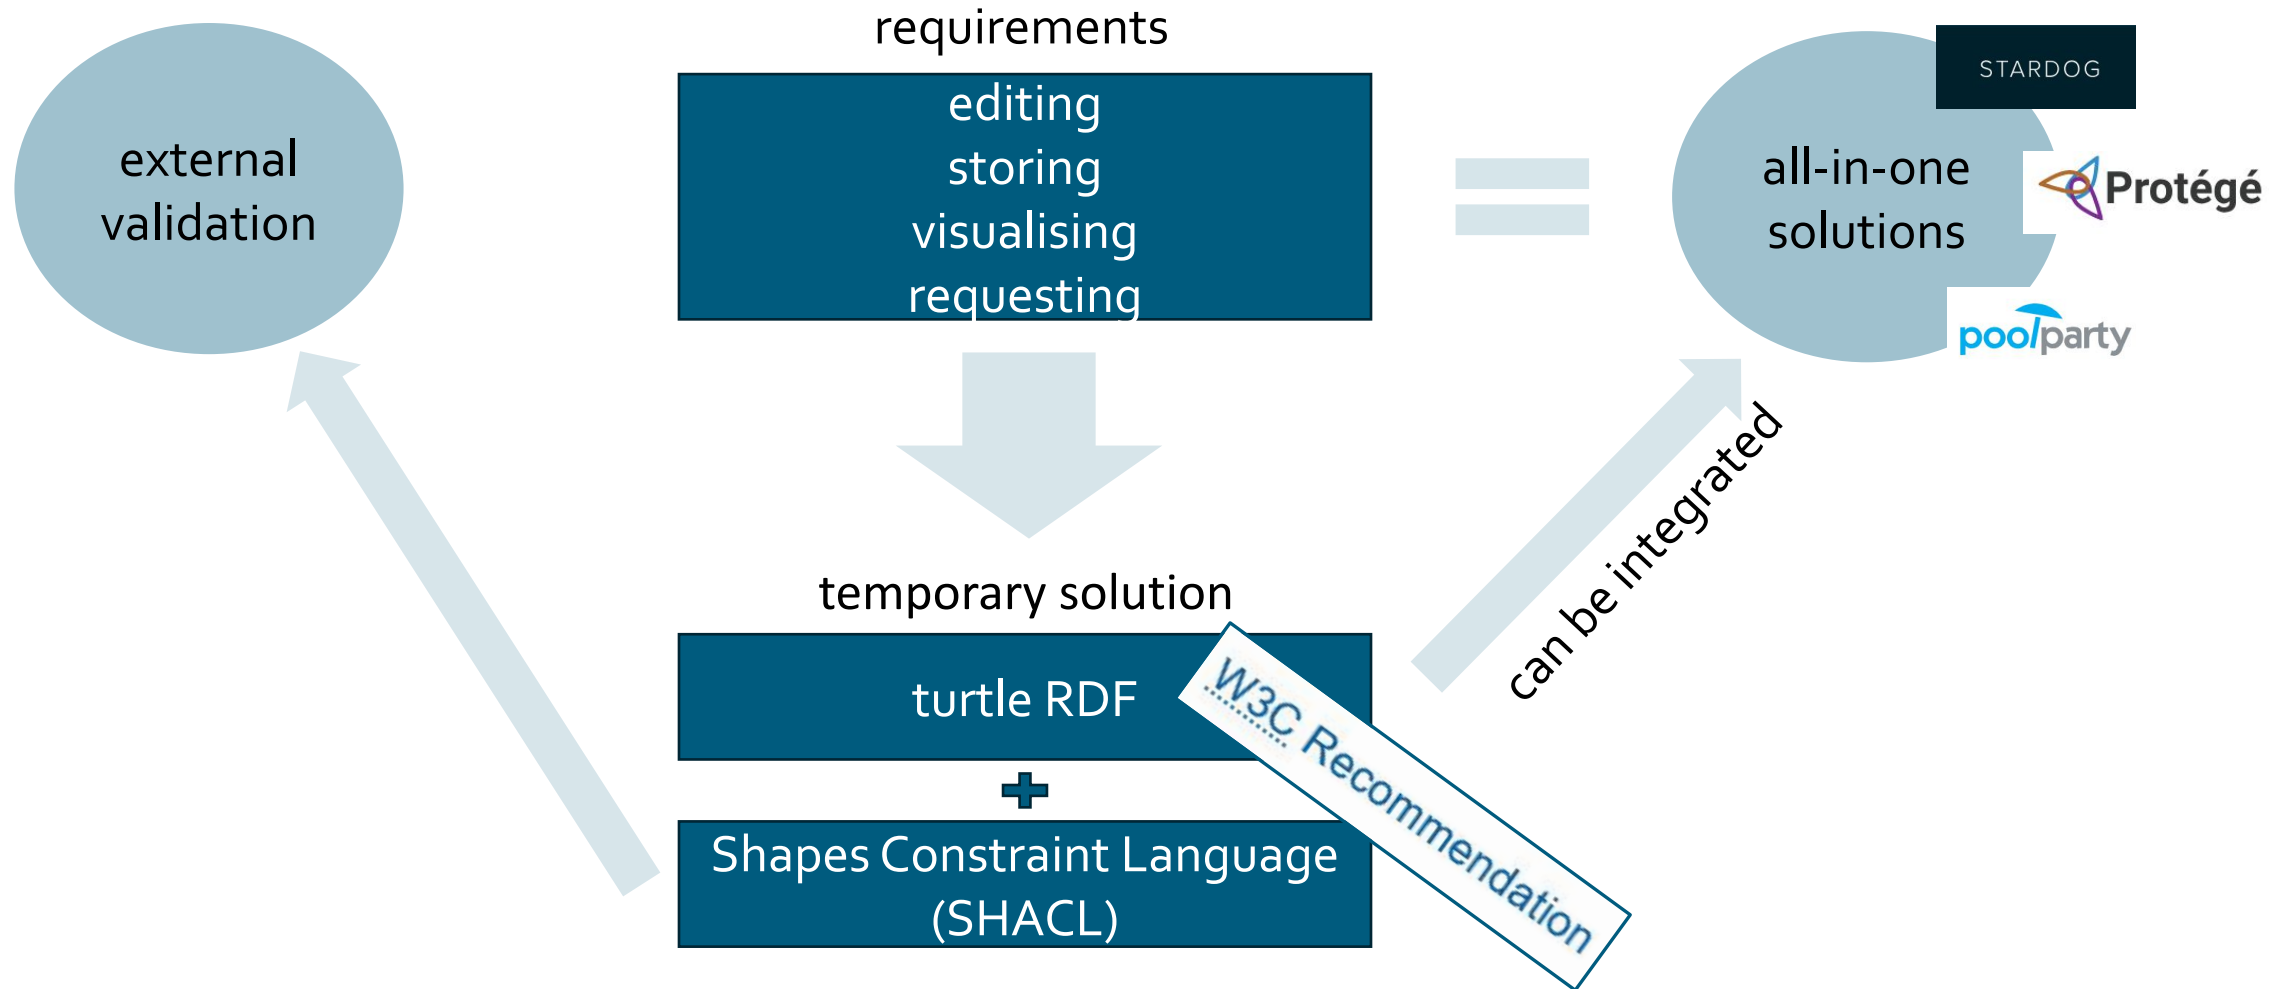 requirements
external
validation
editing
storing
visualising
requesting
all-in-one
solutions
STARDOG
Protégé
poolparty
can be integrated
temporary solution
turtle RDF
W3C Recommendation
Shapes Constraint Language
(SHACL)